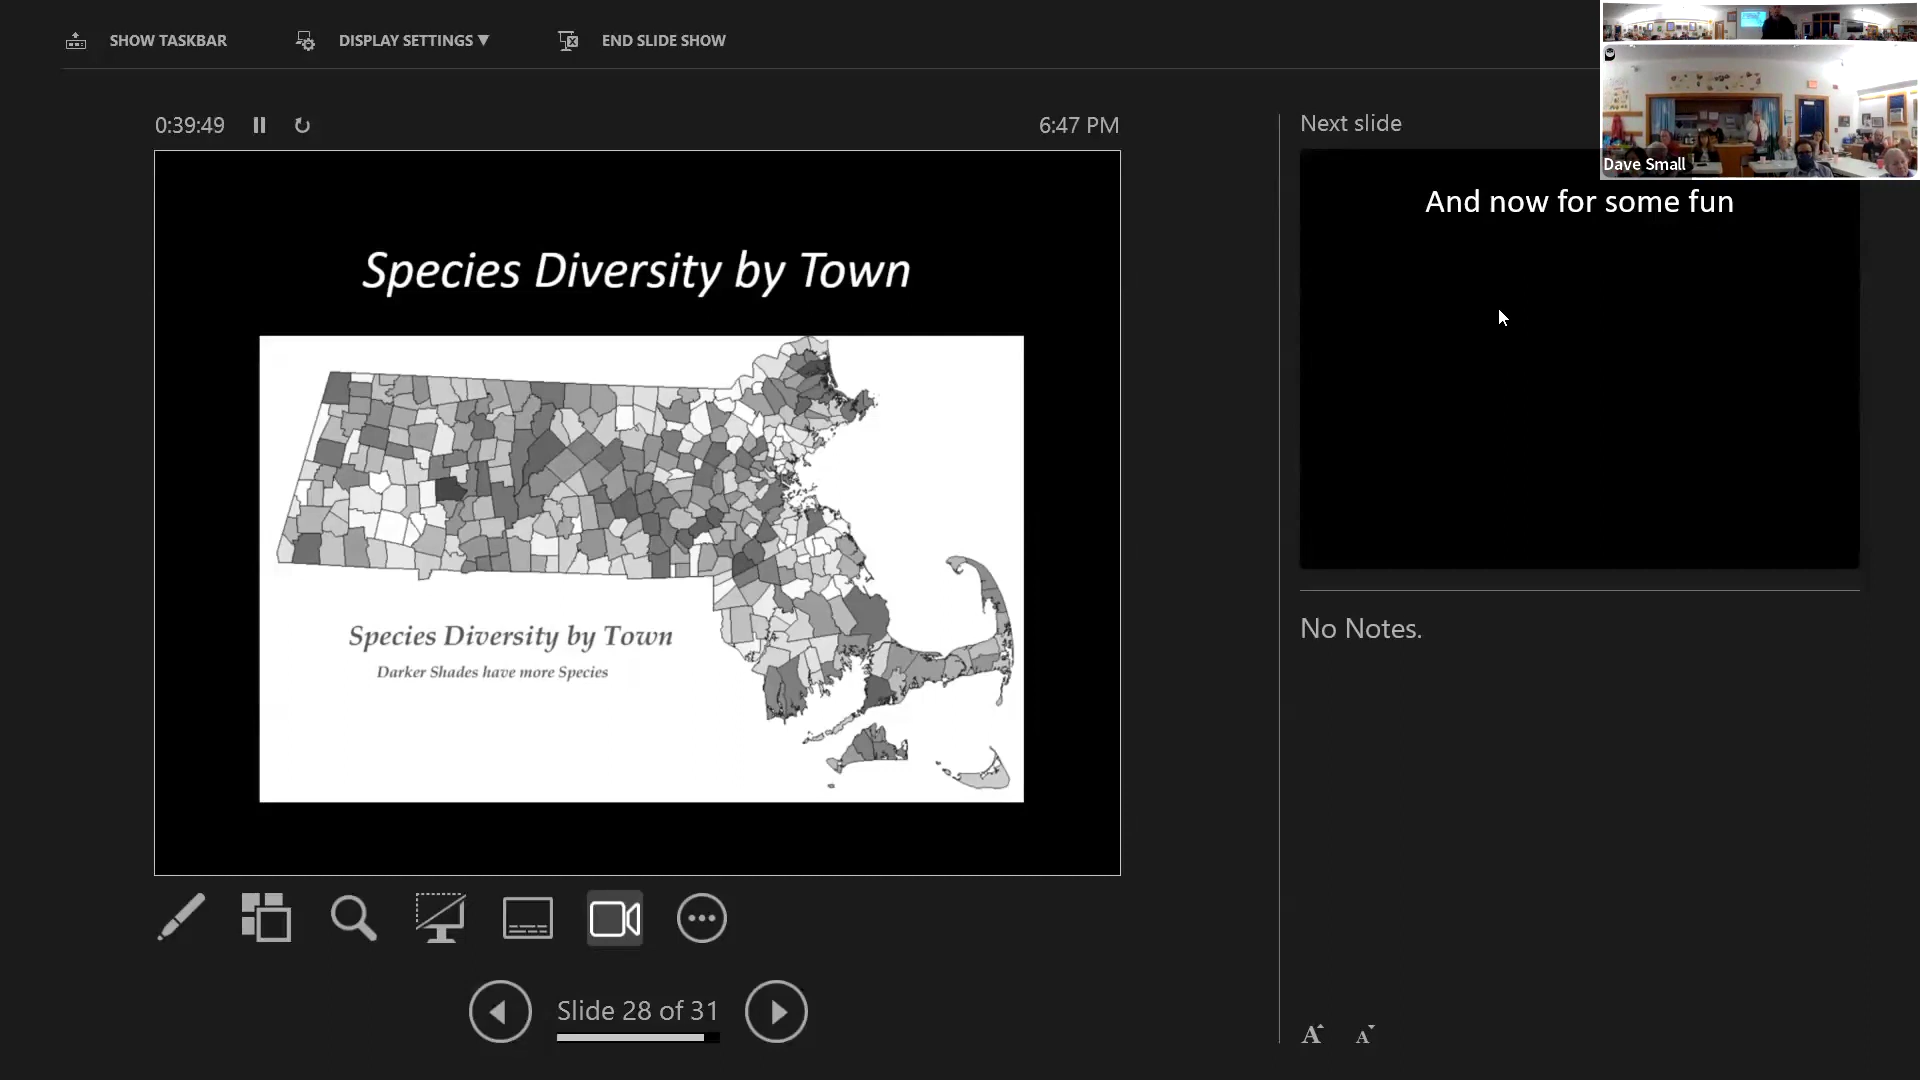 SHOW TASKBAR
DISPLAY SETTINGS ▼
END SLIDE SHOW
0:39:49
6:47 PM
Species Diversity by Town
Species Diversity by Town
Darker Shades have more Species
Slide 28 of 31
Next slide
Dave Small
And now for some fun
No Notes.
A
A